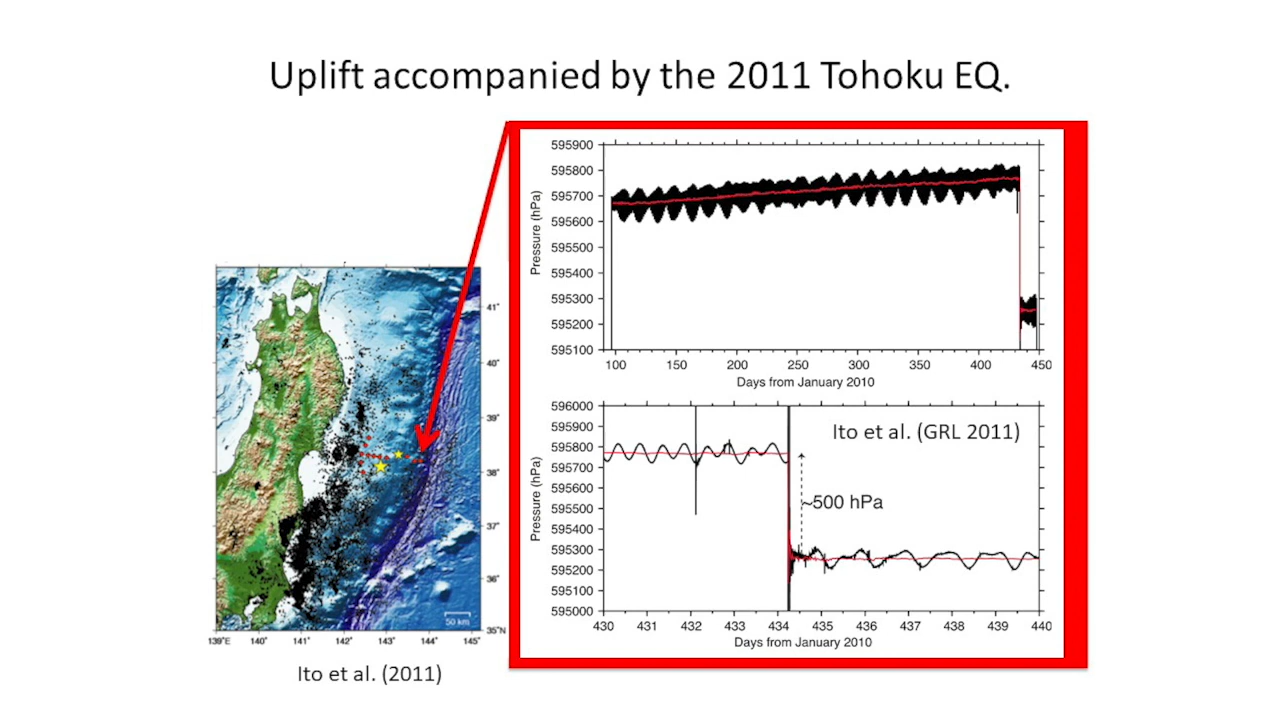 Uplift accompanied by the 2011 Tohoku EQ.
595900
595800
595700
595600
595500
595400
595300
595200
595100
Pressure (hPa)
100 150 200 250 300 350 400 450
Days from January 2010
596000
595900
595800
595700
595600
595500
595400
595300
595200
595100
595000
Pressure (hPa)
Ito et al. (GRL 2011)
~500 hPa
430 431 432 433 434 435 436 437 438 439 440
Days from January 2010
41°
40°
39°
38°
37°
36°
35°N
50 km
139°E 140° 141° 142° 143° 144° 145°
Ito et al. (2011)